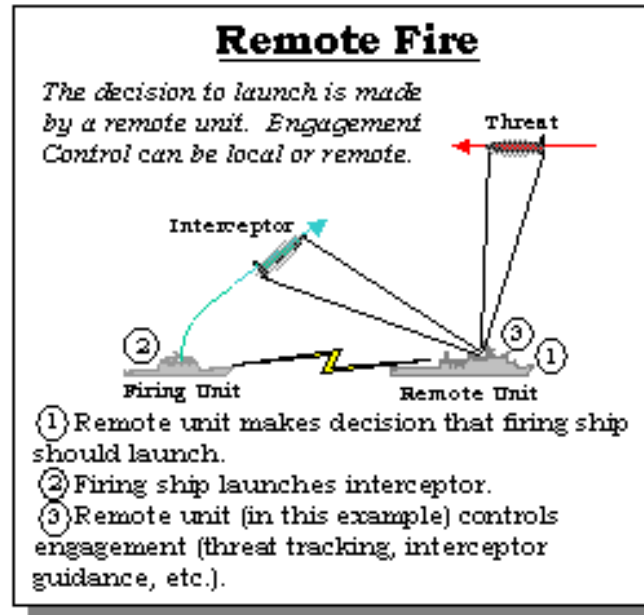 Remote Fire
The decision to launch is made
by a remote unit. Engagement
Control can be local or remote.
Threat
Interceptor
2
3
1
Firing Unit
Remote Unit
1 Remote unit makes decision that firing ship
should launch.
2 Firing ship launches interceptor.
3 Remote unit (in this example) controls
engagement (threat tracking, interceptor
guidance, etc.).